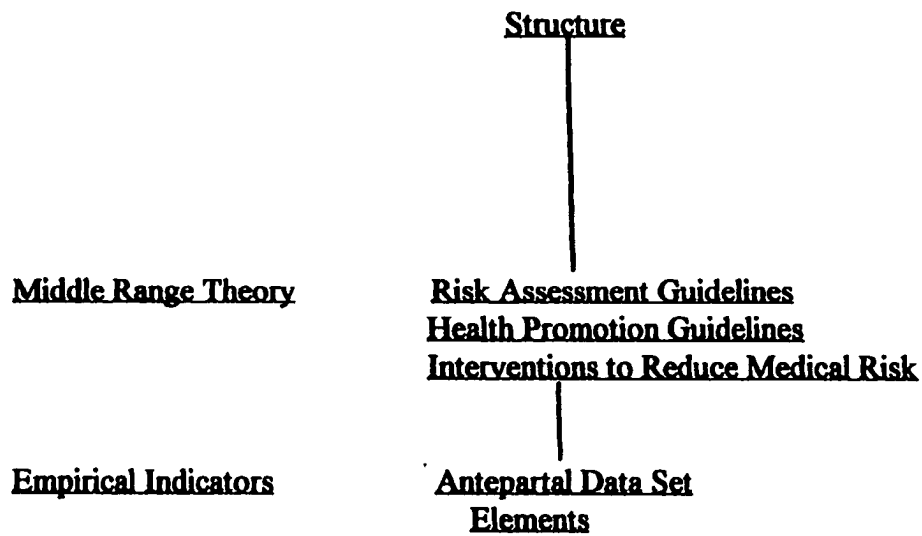 Structure
Middle Range Theory Risk Assessment Guidelines
Health Promotion Guidelines
Interventions to Reduce Medical Risk
Empirical Indicators Antepartal Data Set
Elements